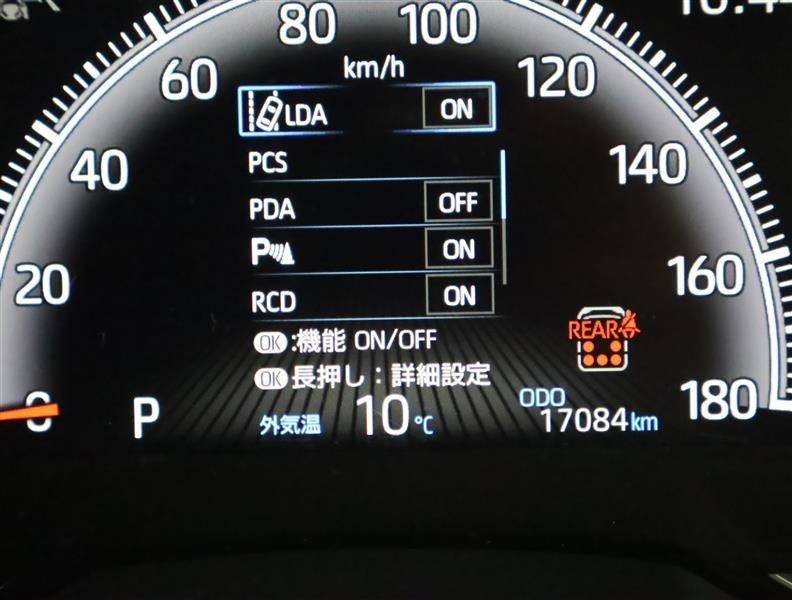 80 100
km/h
60 120
LDA ON
40 PCS 140
PDA OFF
P ON
20 RCD ON 160
REAR
OK:機能 ON/OFF
OK長押し:詳細設定
0 P 外気温 10℃ ODO 17084km 180